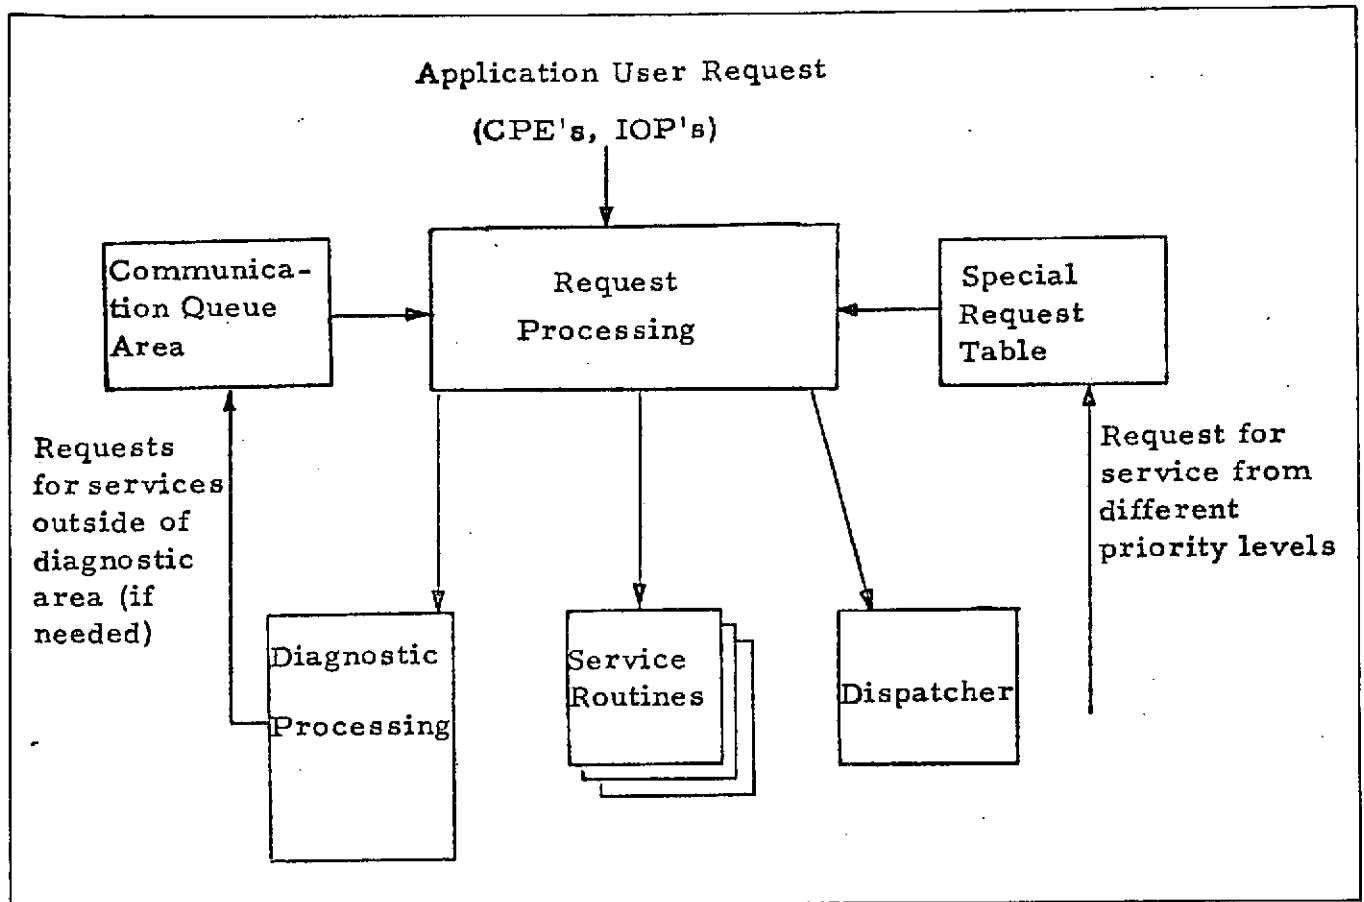 Application User Request
(CPE's, IOP's)
Communica-
tion Queue
Area
Request
Processing
Special
Request
Table
Requests
for services
outside of
diagnostic
area (if
needed)
Request for
service from
different
priority levels
Diagnostic
Processing
Service
Routines
Dispatcher